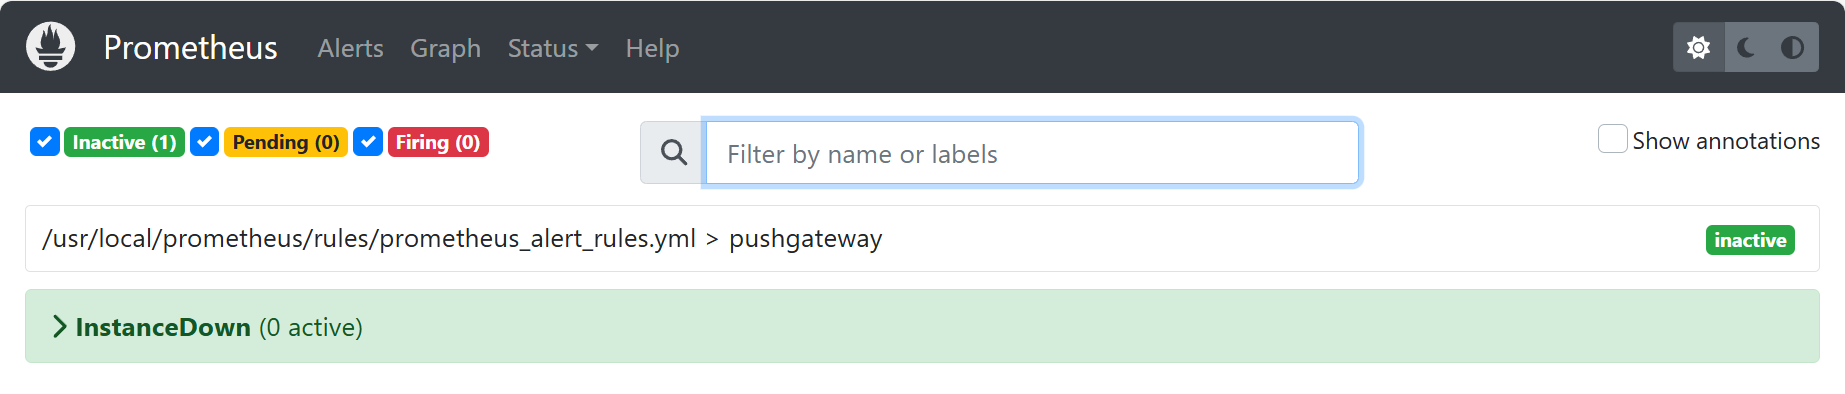 Prometheus Alerts Graph Status Help
Inactive (1) Pending (0) Firing (0) Filter by name or labels Show annotations
/usr/local/prometheus/rules/prometheus_alert_rules.yml > pushgateway inactive
InstanceDown (0 active)